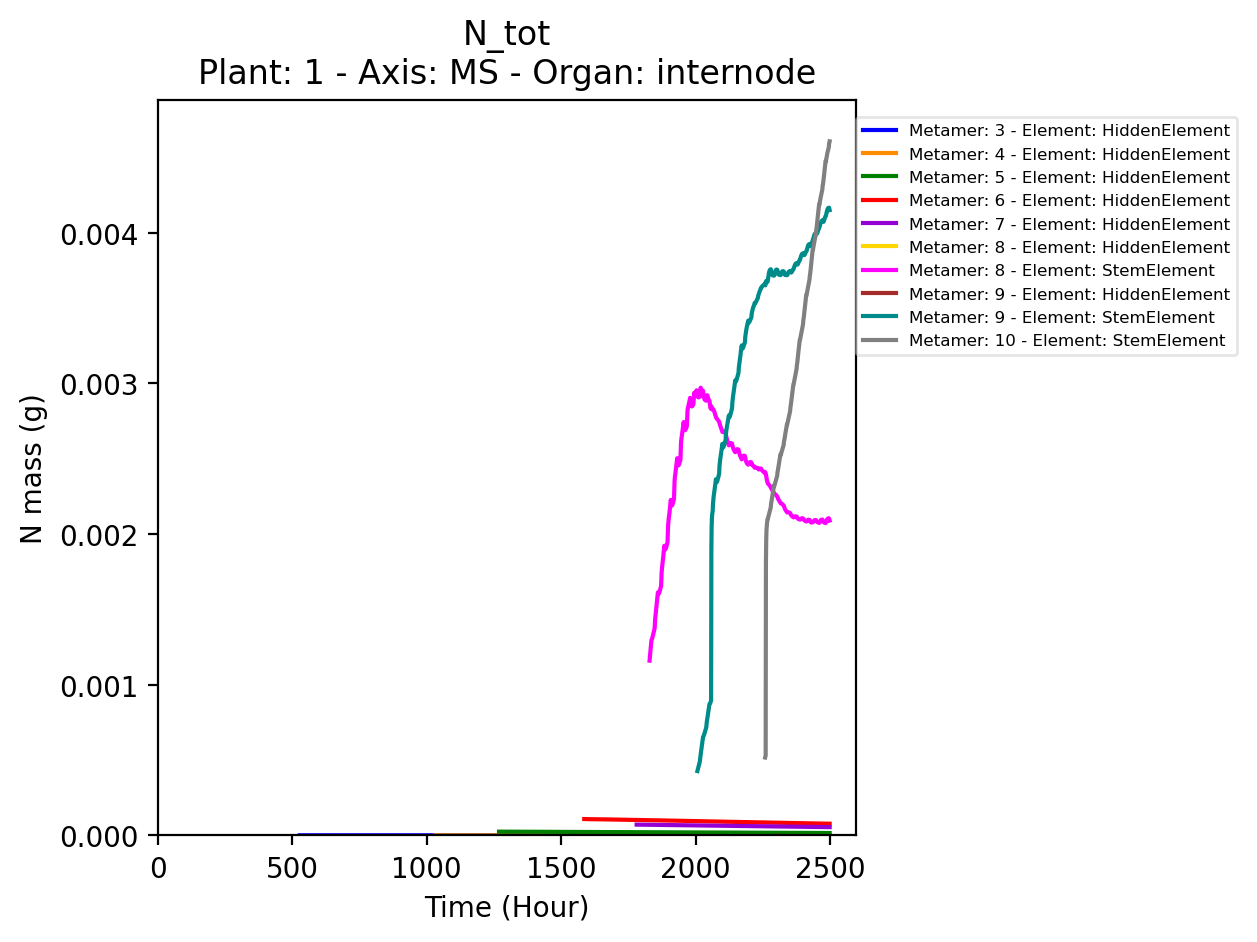 N_tot
Plant: 1 - Axis: MS - Organ: internode
Metamer: 3 - Element: HiddenElement
Metamer: 4 - Element: HiddenElement
Metamer: 5 - Element: HiddenElement
Metamer: 6 - Element: HiddenElement
Metamer: 7 - Element: HiddenElement
Metamer: 8 - Element: HiddenElement
Metamer: 8 - Element: StemElement
Metamer: 9 - Element: HiddenElement
Metamer: 9 - Element: StemElement
Metamer: 10 - Element: StemElement
N mass (g)
0.004
0.003
0.002
0.001
0.000
0 500 1000 1500 2000 2500
Time (Hour)